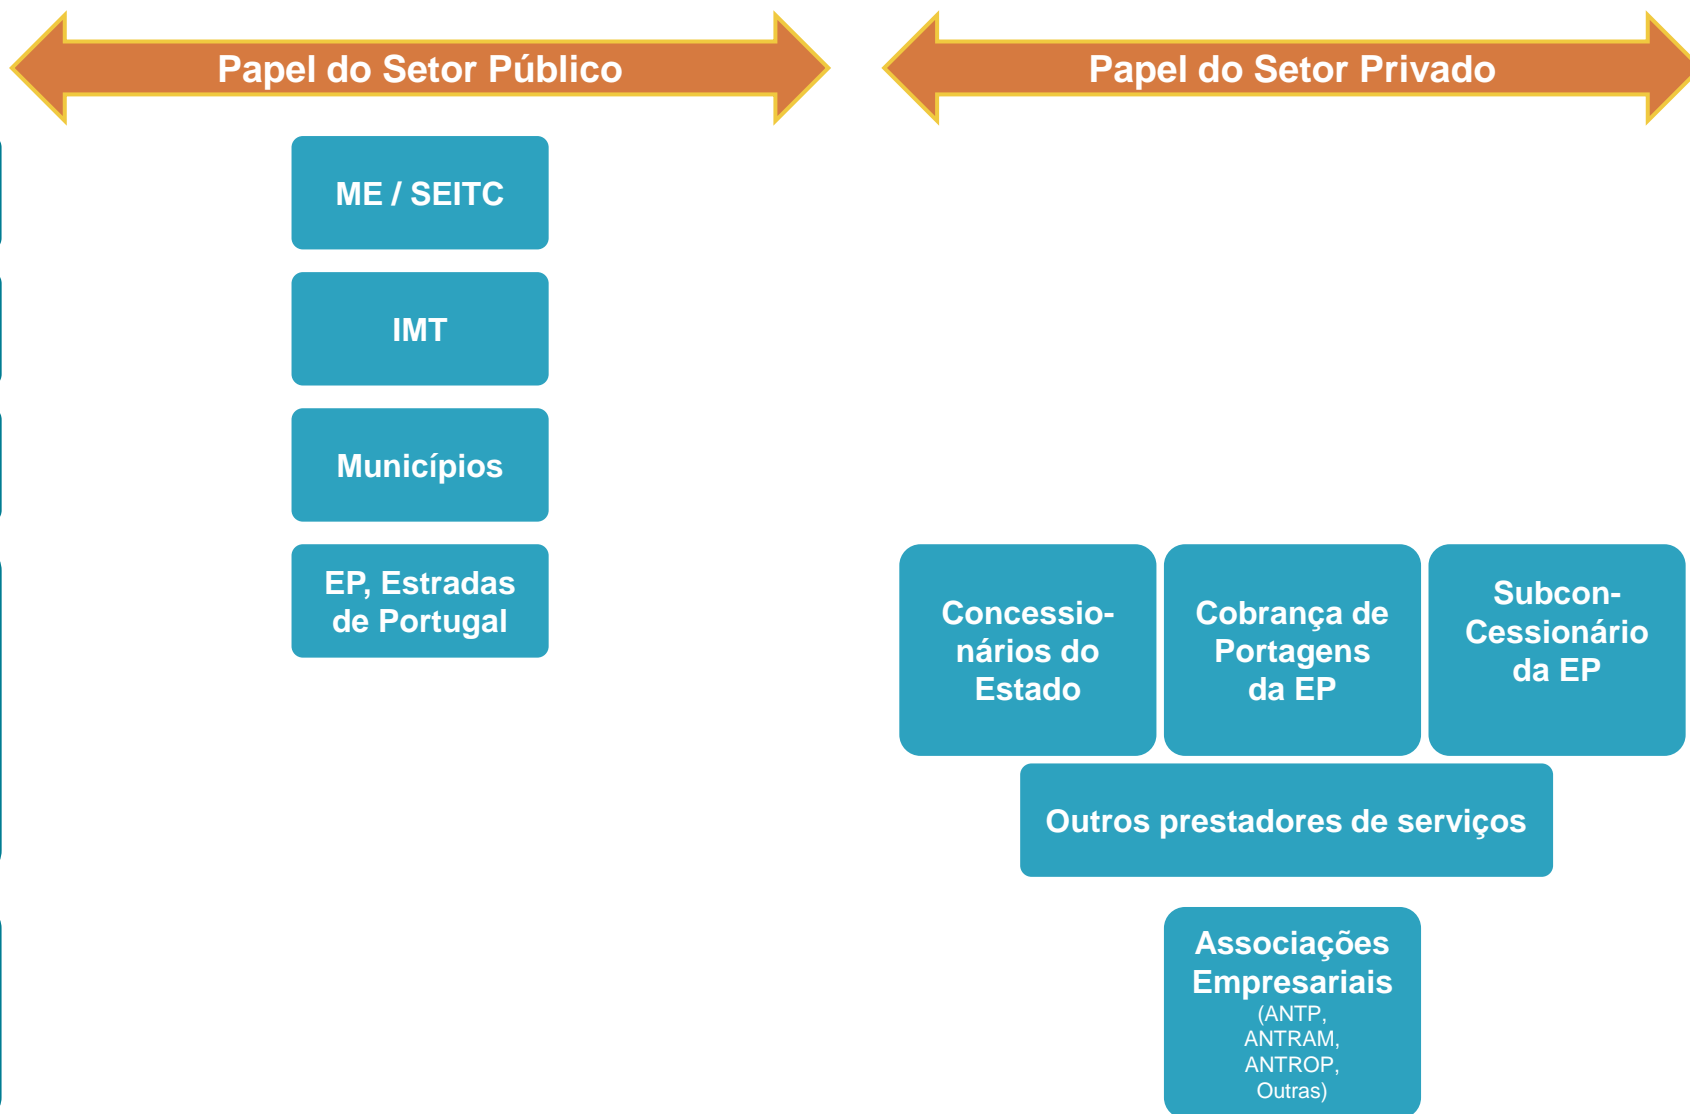 Papel do Setor Público
Papel do Setor Privado
ME / SEITC
IMT
Municípios
EP, Estradas
de Portugal
Concessio-
nários do
Estado
Cobrança de
Portagens
da EP
Subcon-
Cessionário
da EP
Outros prestadores de serviços
Associações
Empresariais
(ANTP,
ANTRAM,
ANTROP,
Outras)